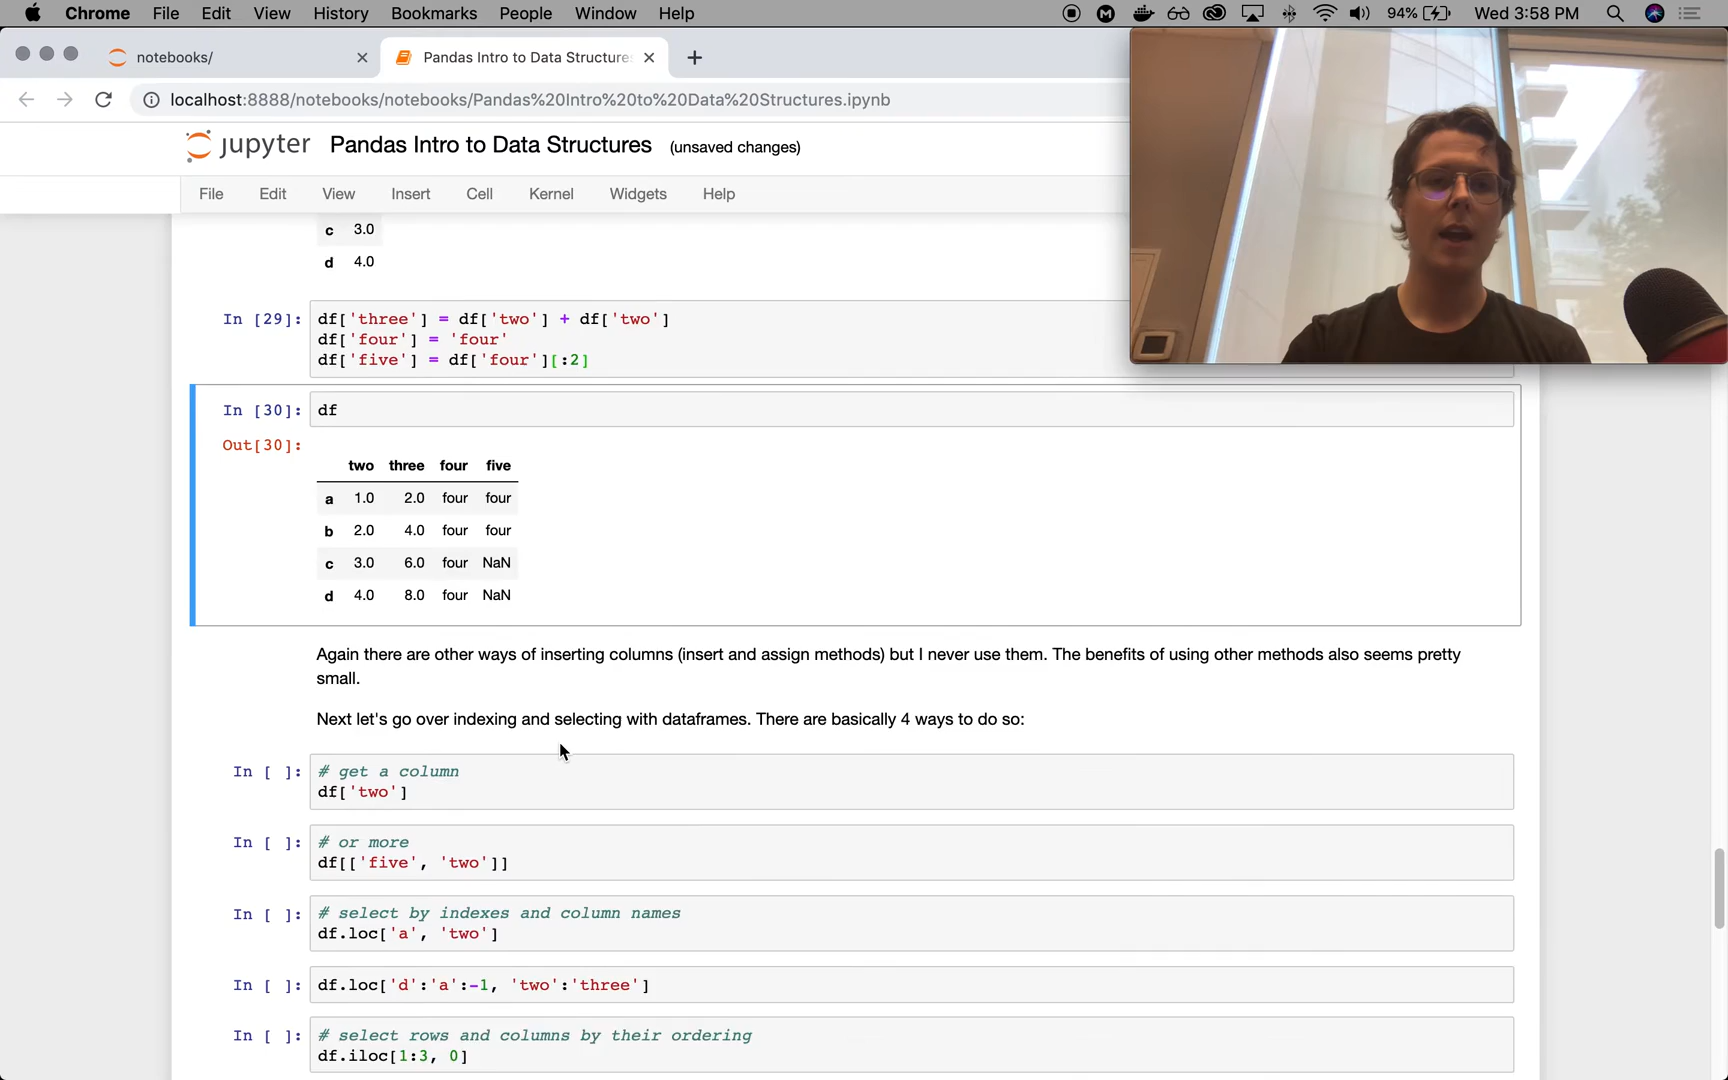 Chrome File Edit View History Bookmarks People Window Help 94% Wed 3:58 PM
notebooks/ Pandas Intro to Data Structures
localhost:8888/notebooks/notebooks/Pandas%20Intro%20to%20Data%20Structures.ipynb
jupyter Pandas Intro to Data Structures (unsaved changes)
File Edit View Insert Cell Kernel Widgets Help
c 3.0
d 4.0
In [29]: df['three'] = df['two'] + df['two']
df['four'] = 'four'
df['five'] = df['four'][:2]
In [30]: df
Out[30]:
two three four five
a 1.0 2.0 four four
b 2.0 4.0 four four
c 3.0 6.0 four NaN
d 4.0 8.0 four NaN
Again there are other ways of inserting columns (insert and assign methods) but I never use them. The benefits of using other methods also seems pretty
small.
Next let's go over indexing and selecting with dataframes. There are basically 4 ways to do so:
In [ ]: # get a column
df['two']
In [ ]: # or more
df[['five', 'two']]
In [ ]: # select by indexes and column names
df.loc['a', 'two']
In [ ]: df.loc['d':'a':-1, 'two':'three']
In [ ]: # select rows and columns by their ordering
df.iloc[1:3, 0]